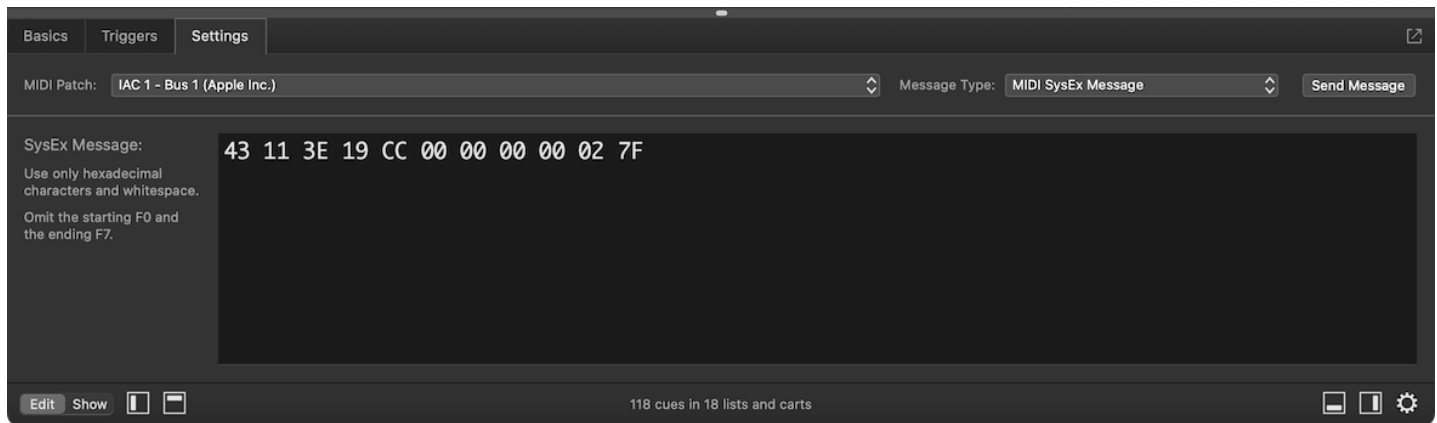 Basics Triggers Settings
MIDI Patch: IAC 1 - Bus 1 (Apple Inc.) Message Type: MIDI SysEx Message Send Message
SysEx Message:
43 11 3E 19 CC 00 00 00 00 02 7F
Use only hexadecimal
characters and whitespace.
Omit the starting F0 and
the ending F7.
Edit Show 118 cues in 18 lists and carts